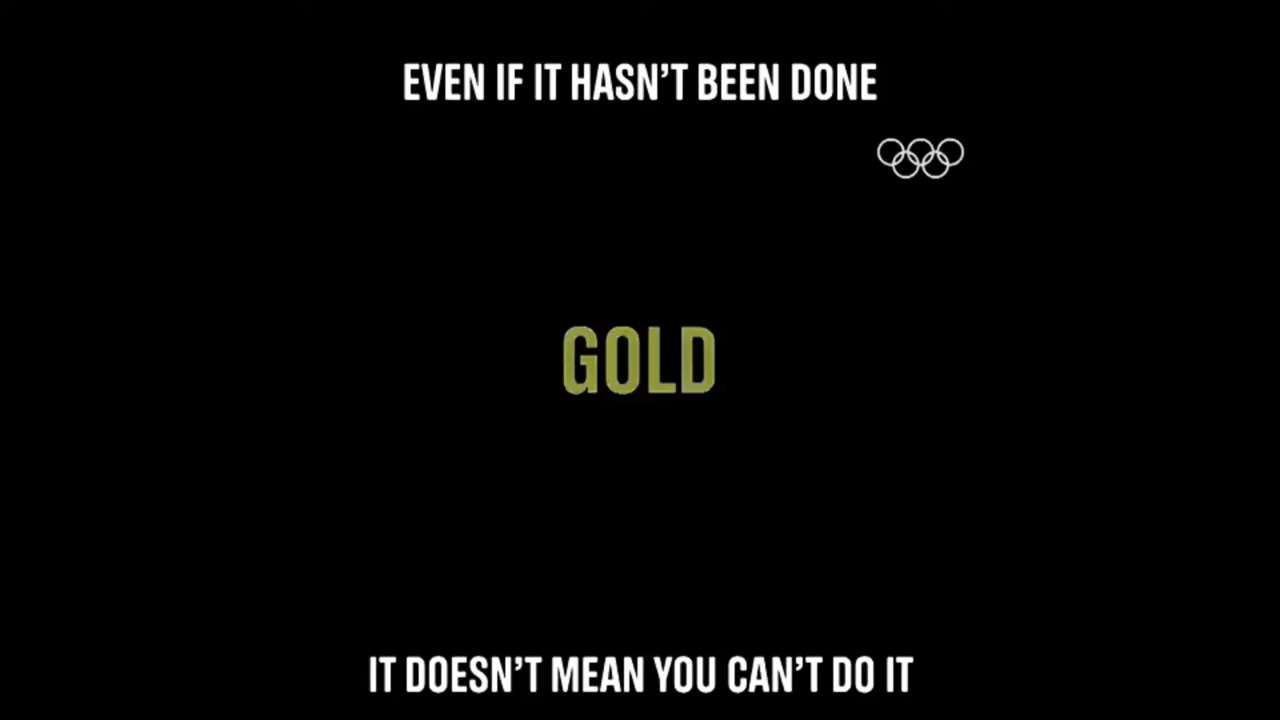 EVEN IF IT HASN’T BEEN DONE
GOLD
IT DOESN’T MEAN YOU CAN’T DO IT